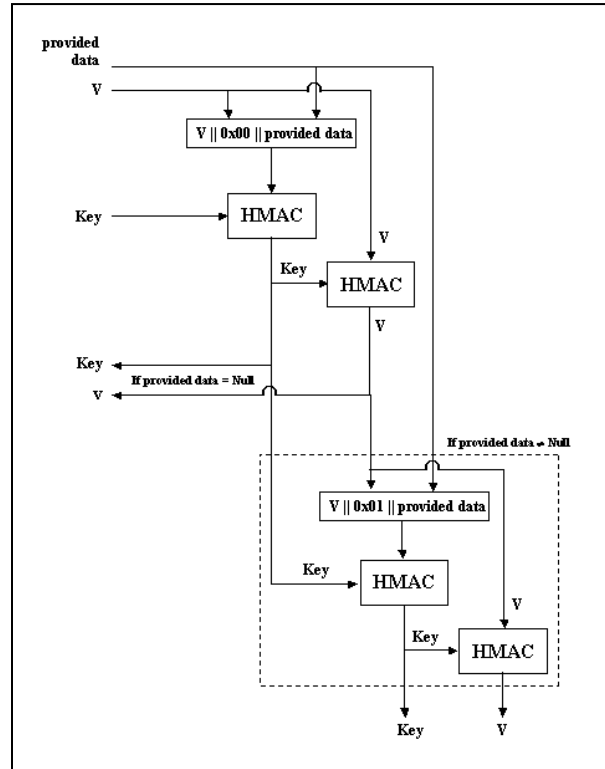 provided
data
V
V || 0x00 || provided data
Key
HMAC
V
Key
HMAC
V
Key
If provided data = Null
V
If provided data ≠ Null
V || 0x01 || provided data
Key
HMAC
V
Key
HMAC
Key
V